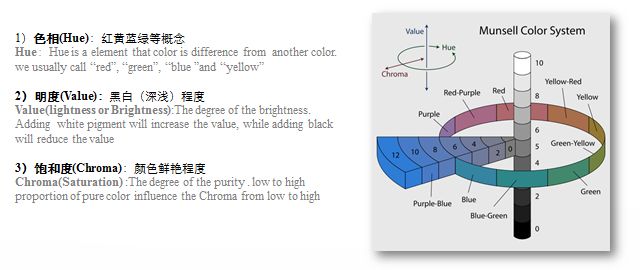 1）色相(Hue)：红黄蓝绿等概念
Hue： Hue is a element that color is difference from another color.
we usually call “red”, “green”, “blue ”and “yellow”
2）明度(Value)：黑白（深浅）程度
Value(lightness or Brightness):The degree of the brightness.
Adding white pigment will increase the value, while adding black
will reduce the value
3）饱和度(Chroma)：颜色鲜艳程度
Chroma(Saturation) :The degree of the purity . low to high
proportion of pure color influence the Chroma from low to high
Munsell Color System
Value
Hue
Chroma
10
Yellow-Red
Red-Purple
Red
Yellow
8
Purple
6
Green-Yellow
12
10
8
6
4
2
0
5
4
Green
Purple-Blue
Blue
Blue-Green
2
0